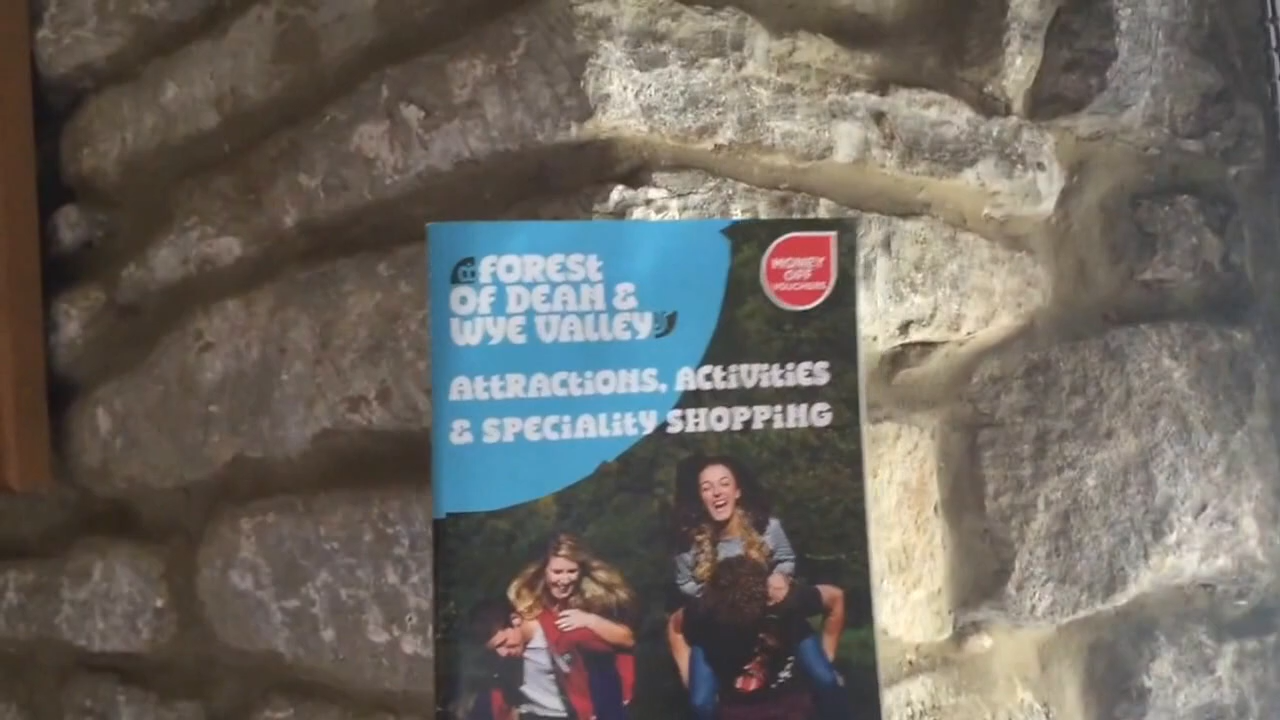 FOREST
OF DEAN &
WYE VALLEY
MONEY
OFF
VOUCHERS
ATTRACTIONS, ACTIVITIES
& SPECIALITY SHOPPING